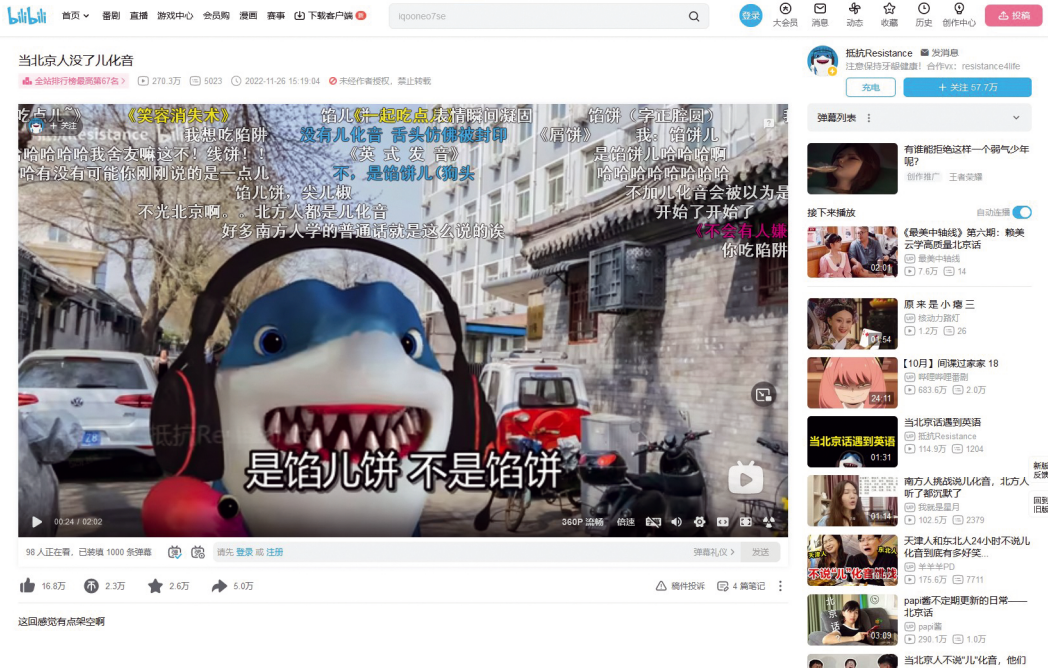 bilibili
首页 番剧 直播 游戏中心 会员购 漫画 赛事 下载客户端
iqooneo7se
登录 大会员 消息 动态 收藏 历史 创作中心 投稿
当北京人没了儿化音
全站排行榜最高第67名 > 270.3万 5023 2022-11-26 15:19:04 未经作者授权，禁止转载
《笑容消失术》
我想吃陷阱
没有儿化音 舌头仿佛被封印
《屑饼》
我：馅饼儿
馅饼（字正腔圆）
哈哈哈哈我舍友嘛这不！线饼！！
《英 式 发 音》
是馅饼儿哈哈哈啊
哈有没有可能你刚刚说的是一点儿
不，是馅饼儿(狗头
哈哈哈哈哈哈哈哈
馅儿饼，尖儿椒
不加儿化音会被以为是
不光北京啊。。北方人都是儿化音
开始了开始了
好多南方人学的普通话就是这么说的诶
《不会有人嫌
你吃陷阱
+ 关注
是馅儿饼 不是馅饼
00:24 / 02:02
360P 流畅 倍速
98 人正在看，已装填 1000 条弹幕
请先 登录 或 注册
弹幕礼仪 > 发送
16.8万 2.3万 2.6万 5.0万
稿件投诉 4 篇笔记
这回感觉有点架空啊
抵抗Resistance 发消息
注意保持牙龈健康！合作vx：resistance4life
充电 + 关注 57.7万
弹幕列表
有谁能拒绝这样一个弱气少年呢？
创作推广 王者荣耀
接下来播放 自动连播
《最美中轴线》第六期：赖美云学高质量北京话
最美中轴线
7.6万 14
02:01
原 来 是 小 瘪 三
核动力路灯
1.2万 26
01:54
【10月】间谍过家家 18
哔哩哔哩番剧
683.6万 2.0万
24:11
当北京话遇到英语
抵抗Resistance
114.9万 1204
当北京话遇到英语
01:31
南方人挑战说儿化音，北方人听了都沉默了
我就是星月
102.5万 2379
01:14
天津人和东北人24小时不说儿化音到底有多好笑...
羊羊羊PD
175.6万 7711
papi酱不定期更新的日常——北京话
papi酱
290.1万 1.0万
03:09
当北京人不说"儿"化音，他们